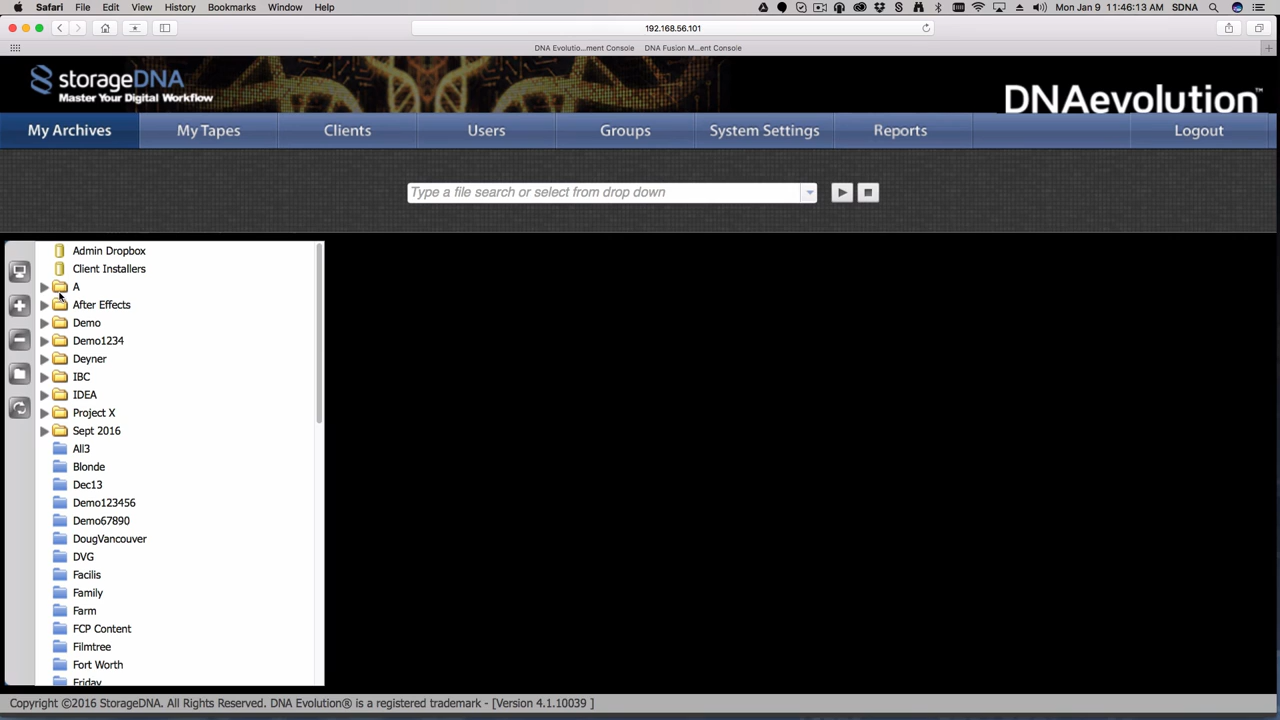 Safari File Edit View History Bookmarks Window Help Mon Jan 9 11:46:13 AM SDNA
192.168.56.101
DNA Evolutio...ment Console DNA Fusion M...ent Console
storageDNA
Master Your Digital Workflow
DNAevolution™
My Archives My Tapes Clients Users Groups System Settings Reports Logout
Type a file search or select from drop down
Admin Dropbox
Client Installers
A
After Effects
Demo
Demo1234
Deyner
IBC
IDEA
Project X
Sept 2016
All3
Blonde
Dec13
Demo123456
Demo67890
DougVancouver
DVG
Facilis
Family
Farm
FCP Content
Filmtree
Fort Worth
Friday
Copyright ©2016 StorageDNA. All Rights Reserved. DNA Evolution® is a registered trademark - [Version 4.1.10039 ]